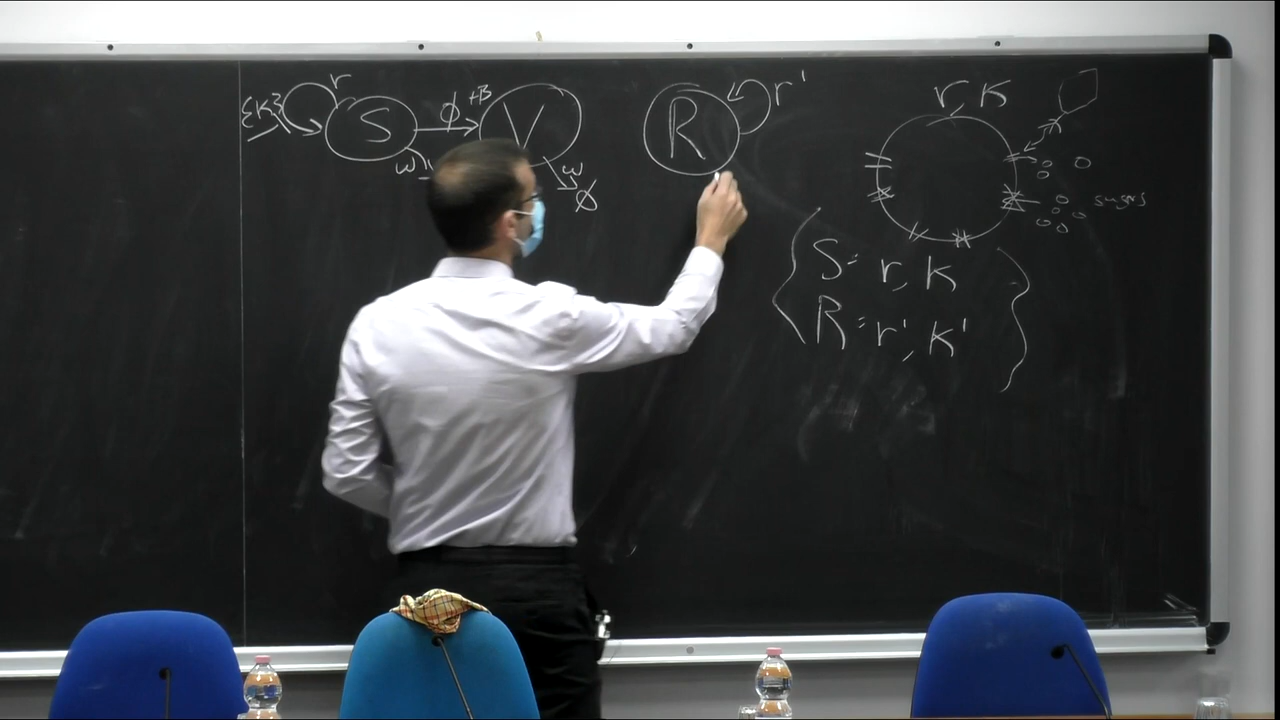 {K} r S ϕ +B V R r'
ω ω
∅
r, K
sugars
S = r, K
R = r', K'